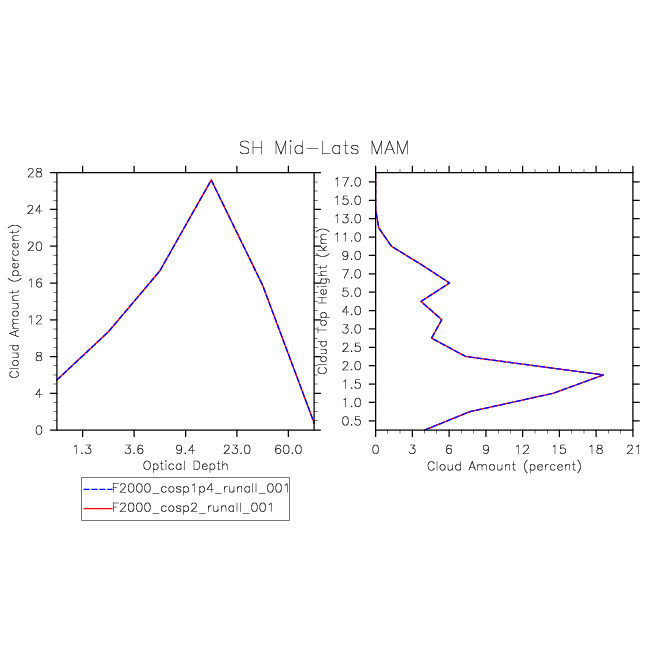 SH Mid-Lats MAM
Cloud Amount (percent)
28
24
20
16
12
8
4
0
1.3 3.6 9.4 23.0 60.0
Optical Depth
Cloud Top Height (km)
17.0
15.0
13.0
11.0
9.0
7.0
5.0
4.0
3.0
2.5
2.0
1.5
1.0
0.5
0 3 6 9 12 15 18 21
Cloud Amount (percent)
F2000_cosp1p4_runall_001
F2000_cosp2_runall_001